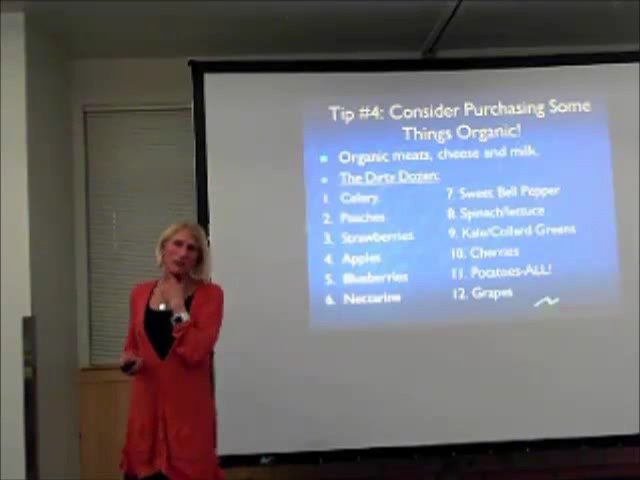 Tip #4: Consider Purchasing Some
Things Organic!
Organic meats, cheese and milk.
The Dirty Dozen:
1. Celery
2. Peaches
3. Strawberries
4. Apples
5. Blueberries
6. Nectarine
7. Sweet Bell Pepper
8. Spinach/lettuce
9. Kale/Collard Greens
10. Cherries
11. Potatoes-ALL!
12. Grapes